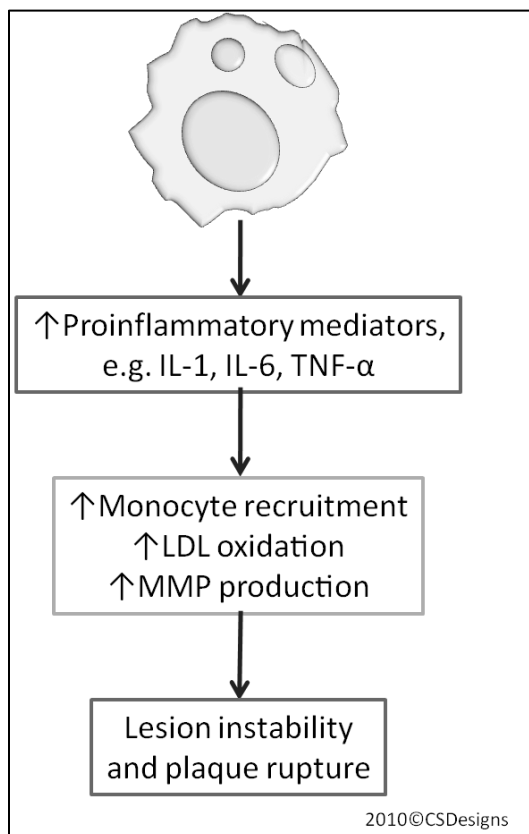 ↑Proinflammatory mediators,
e.g. IL-1, IL-6, TNF-α
↑Monocyte recruitment
↑LDL oxidation
↑MMP production
Lesion instability
and plaque rupture
2010©CSDesigns